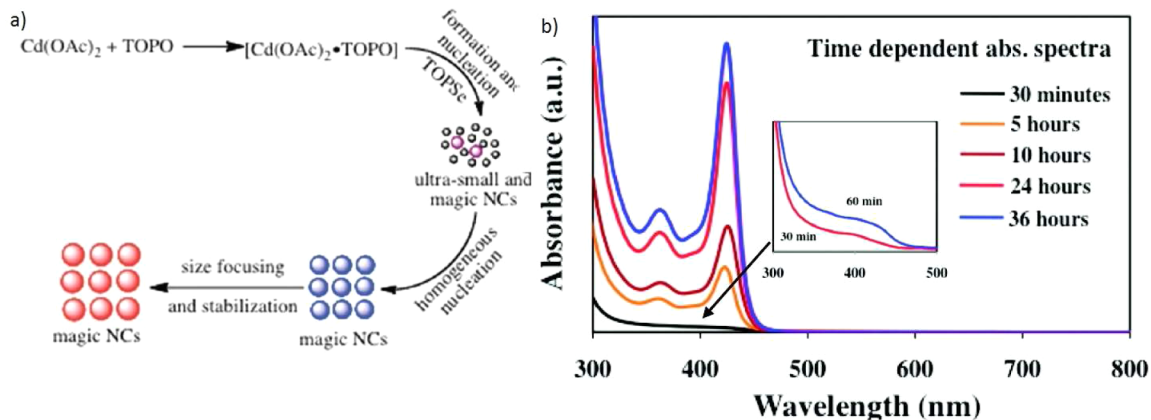 a)
Cd(OAc)2 + TOPO
[Cd(OAc)2•TOPO]
formation and
nucleation
TOPSe
ultra-small and
magic NCs
homogeneous
nucleation
size focusing
and stabilization
magic NCs
magic NCs
b)
Absorbance (a.u.)
Time dependent abs. spectra
30 minutes
5 hours
10 hours
24 hours
36 hours
60 min
30 min
300 400 500
300 400 500 600 700 800
Wavelength (nm)